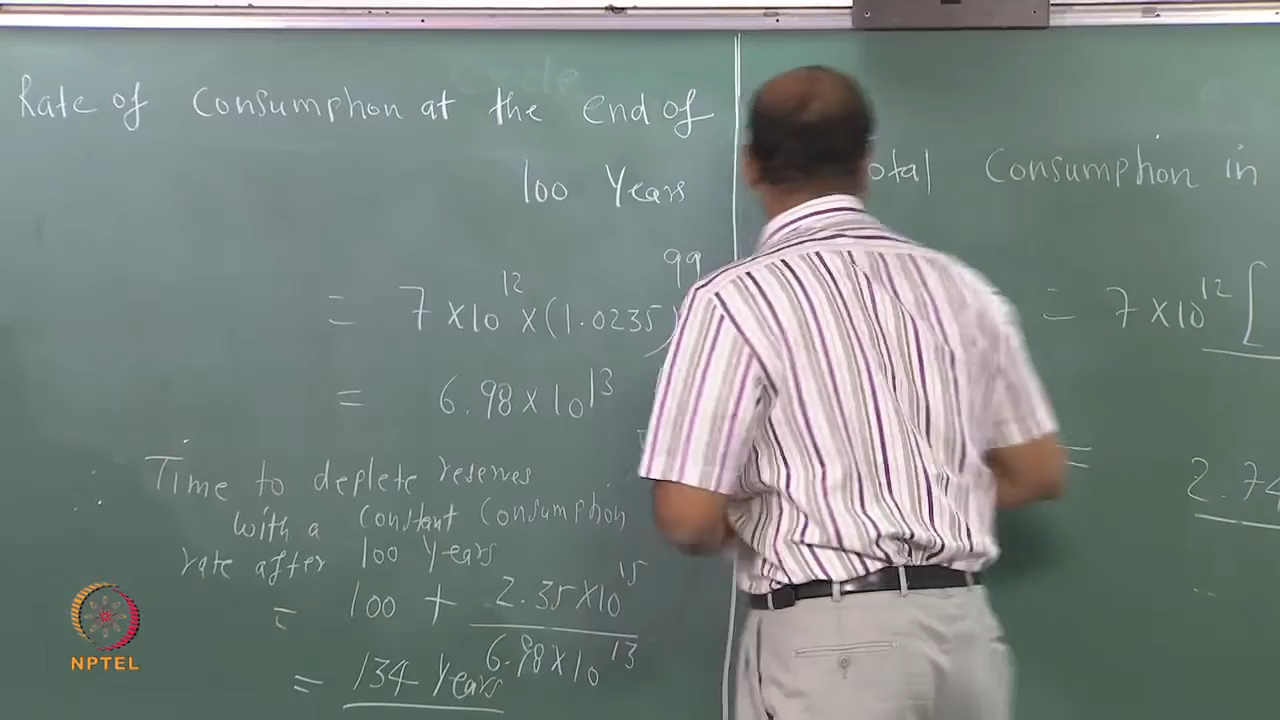 Rate of Consumption at the end of
100 Years
= 7 × 10^12 × (1.0235)^99
= 6.98 × 10^13
∴ Time to deplete reserves
with a constant consumption
rate after 100 Years
= 100 + 2.35 × 10^15 / 6.98 × 10^13
= 134 Years
otal Consumption in
= 7 × 10^12 [
= 2.74
NPTEL